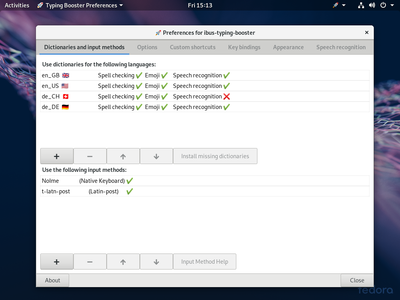 Activities Typing Booster Preferences Fri 15:13
Preferences for ibus-typing-booster
Dictionaries and input methods Options Custom shortcuts Key bindings Appearance Speech recognition
Use dictionaries for the following languages:
en_GB Spell checking Emoji Speech recognition
en_US Spell checking Emoji Speech recognition
de_CH Spell checking Emoji Speech recognition
de_DE Spell checking Emoji Speech recognition
Install missing dictionaries
Use the following input methods:
NoIme (Native Keyboard)
t-latn-post (Latin-post)
Input Method Help
About Close
fedora